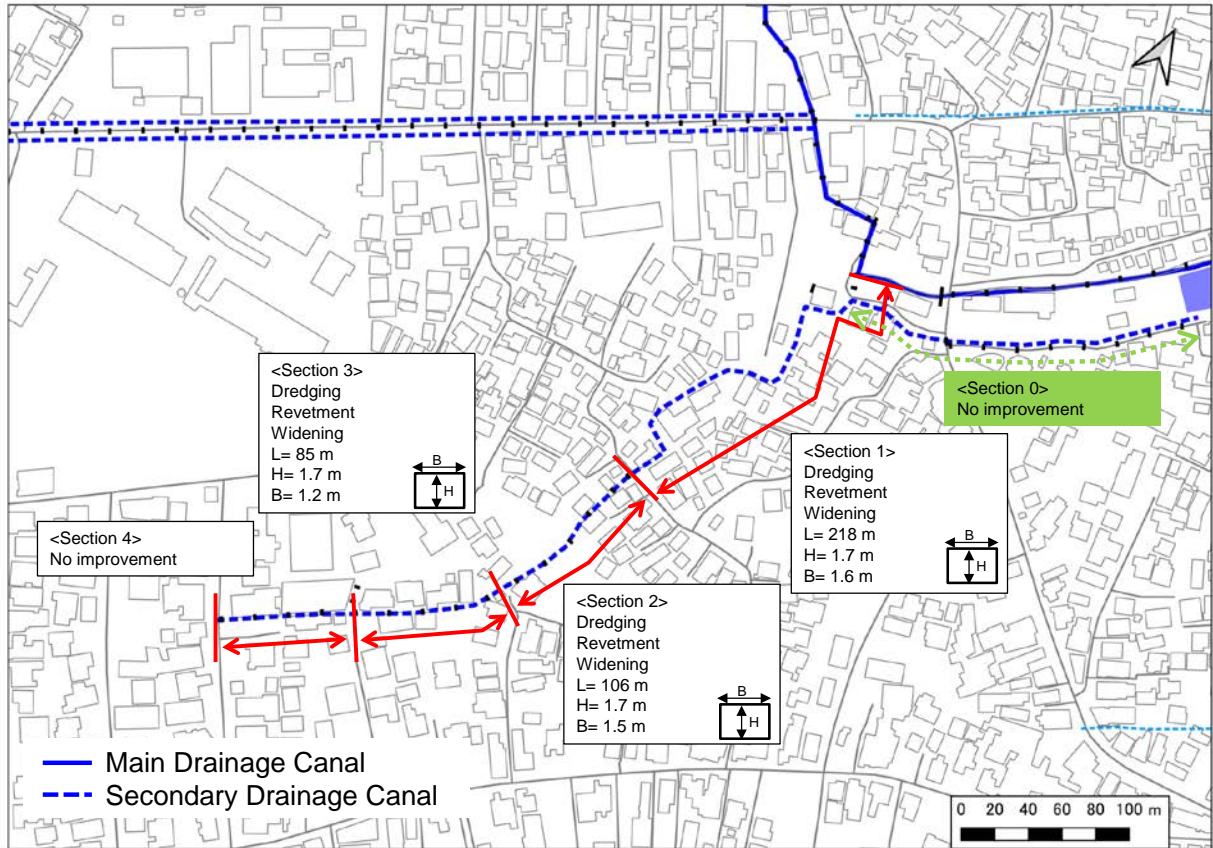 <Section 3>
Dredging
Revetment
Widening
L= 85 m
H= 1.7 m
B= 1.2 m
B
H
<Section 0>
No improvement
<Section 1>
Dredging
Revetment
Widening
L= 218 m
H= 1.7 m
B= 1.6 m
B
H
<Section 4>
No improvement
<Section 2>
Dredging
Revetment
Widening
L= 106 m
H= 1.7 m
B= 1.5 m
B
H
Main Drainage Canal
Secondary Drainage Canal
0 20 40 60 80 100 m